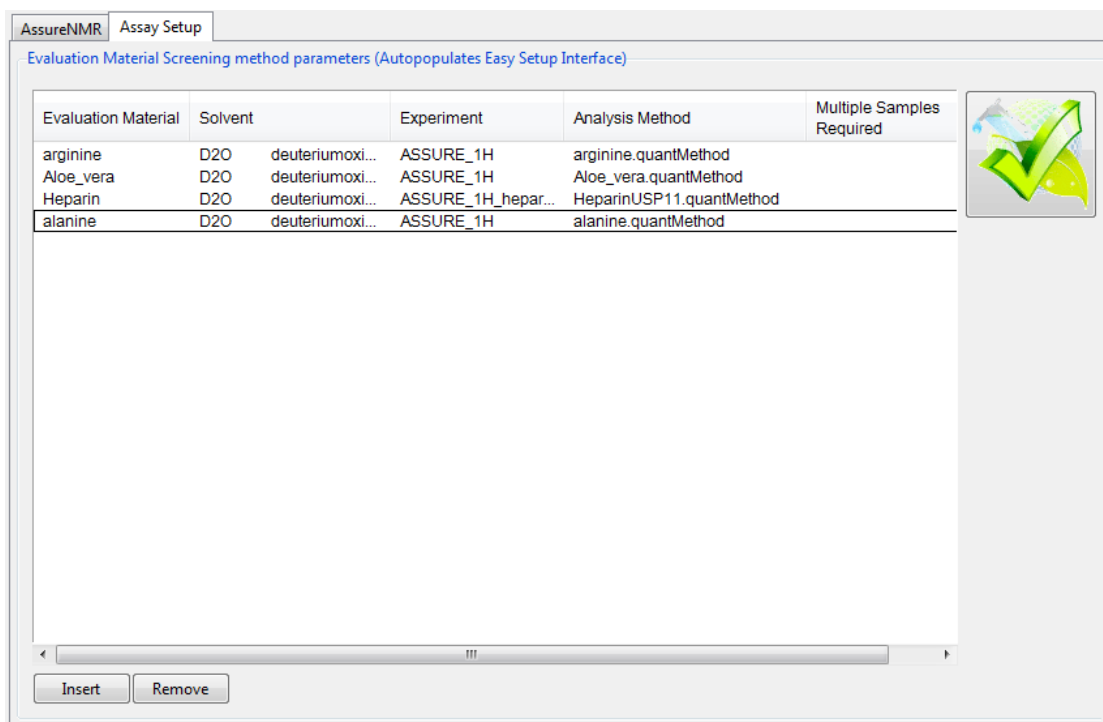 AssureNMR Assay Setup
Evaluation Material Screening method parameters (Autopopulates Easy Setup Interface)
Evaluation Material Solvent Experiment Analysis Method Multiple Samples Required
arginine D2O deuteriumoxi... ASSURE_1H arginine.quantMethod
Aloe_vera D2O deuteriumoxi... ASSURE_1H Aloe_vera.quantMethod
Heparin D2O deuteriumoxi... ASSURE_1H_hepar... HeparinUSP11.quantMethod
alanine D2O deuteriumoxi... ASSURE_1H alanine.quantMethod
Insert Remove